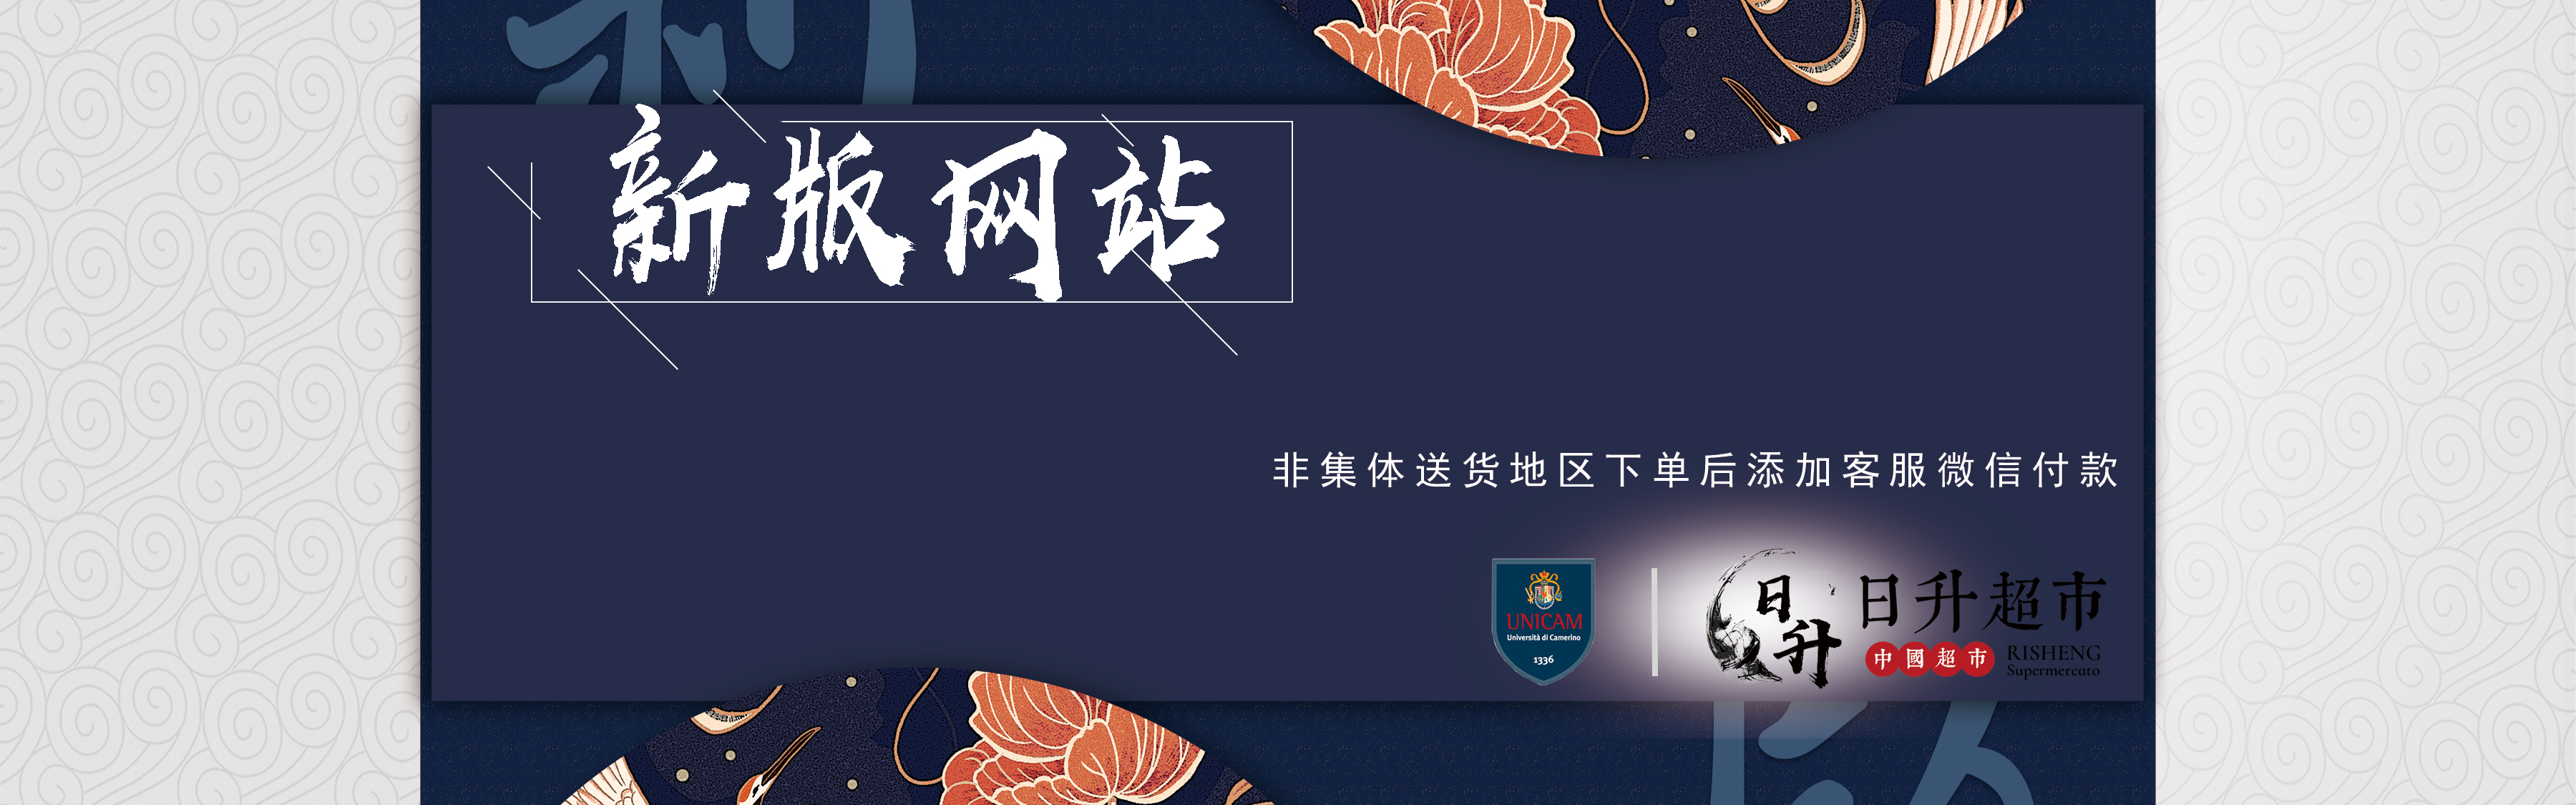 新版网站
非集体送货地区下单后添加客服微信付款
UNICAM
Università di Camerino
1336
日升
日升超市
中國超市
RISHENG
Supermercato